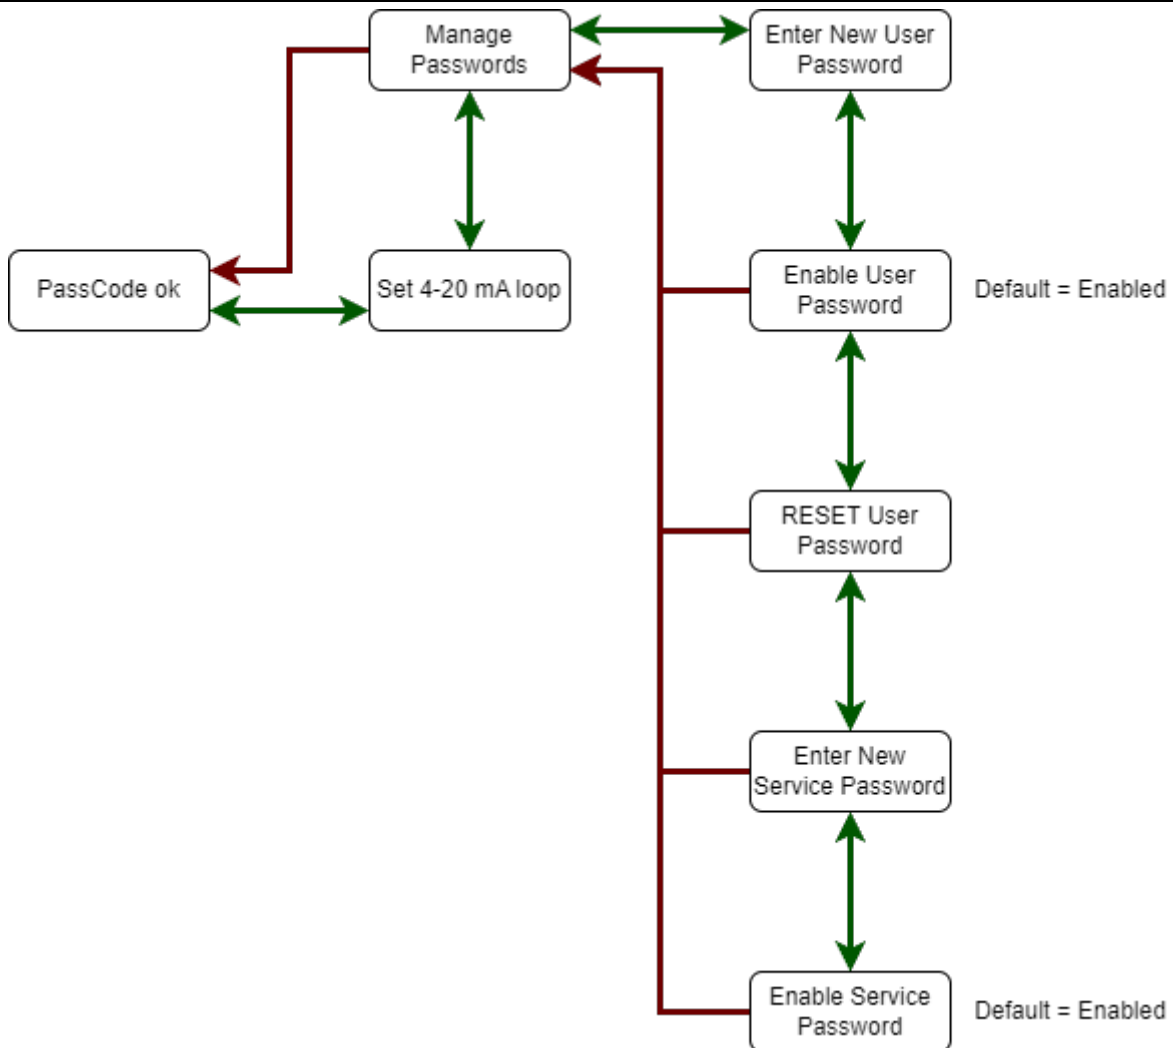 Manage
Passwords
Enter New User
Password
PassCode ok
Set 4-20 mA loop
Enable User
Password
Default = Enabled
RESET User
Password
Enter New
Service Password
Enable Service
Password
Default = Enabled